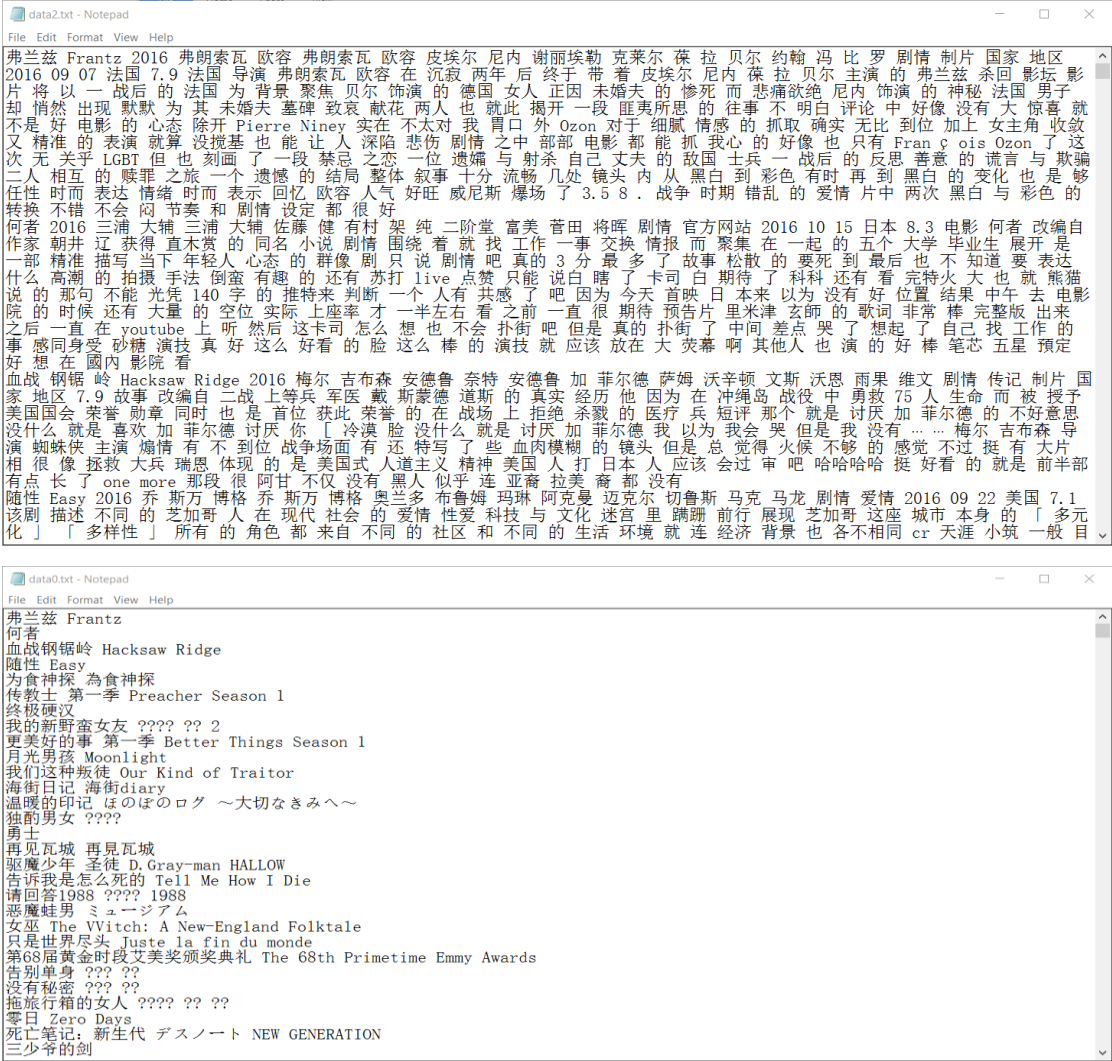 data2.txt - Notepad
File Edit Format View Help
弗兰兹 Frantz 2016 弗朗索瓦 欧容 弗朗索瓦 欧容 皮埃尔 尼内 谢丽埃勒 克莱尔 葆 拉 贝尔 约翰 冯 比 罗 剧情 制片 国家 地区
2016 09 07 法国 7.9 法国 导演 弗朗索瓦 欧容 在 沉寂 两年 后 终于 带 着 皮埃尔 尼内 葆 拉 贝尔 主演 的 弗兰兹 杀回 影坛 影
片 将 以 一 战后 的 法国 为 背景 聚焦 贝尔 饰演 的 德国 女人 正因 未婚夫 的 惨死 而 悲痛欲绝 尼内 饰演 的 神秘 法国 男子
却 悄然 出现 默默 为 其 未婚夫 墓碑 致哀 献花 两人 也 就此 揭开 一段 匪夷所思 的 往事 不 明白 评论 中 好像 没有 大 惊喜 就
不是 好 电影 的 心态 除开 Pierre Niney 实在 不太对 我 胃口 外 Ozon 对于 细腻 情感 的 抓取 确实 无比 到位 加上 女主角 收敛
又 精准 的 表演 就算 没搅基 也 能 让 人 深陷 悲伤 剧情 之中 部部 电影 都 能 抓 我心 的 好像 也 只有 Fran ç ois Ozon 了 这
次 无 关乎 LGBT 但 也 刻画 了 一段 禁忌 之恋 一位 遗孀 与 射杀 自己 丈夫 的 敌国 士兵 一 战后 的 反思 善意 的 谎言 与 欺骗
二人 相互 的 赎罪 之旅 一个 遗憾 的 结局 整体 叙事 十分 流畅 几处 镜头 内 从 黑白 到 彩色 有时 再 到 黑白 的 变化 也 是 够
任性 时而 表达 情绪 时而 表示 回忆 欧容 人气 好旺 威尼斯 爆场 了 3.5 8 . 战争 时期 错乱 的 爱情 片中 两次 黑白 与 彩色 的
转换 不错 不会 闷 节奏 和 剧情 设定 都 很 好
何者 2016 三浦 大辅 三浦 大辅 佐藤 健 有村 架 纯 二阶堂 富美 菅田 将晖 剧情 官方网站 2016 10 15 日本 8.3 电影 何者 改编自
作家 朝井 辽 获得 直木赏 的 同名 小说 剧情 围绕 着 就 找 工作 一事 交换 情报 而 聚集 在 一起 的 五个 大学 毕业生 展开 是
一部 精准 描写 当下 年轻人 心态 的 群像 剧 只 说 剧情 吧 真的 3 分 最 多 了 故事 松散 的 要死 到 最后 也 不 知道 要 表达
什么 高潮 的 拍摄 手法 倒蛮 有趣 的 还有 苏打 live 点赞 只能 说白 瞎 了 卡司 白 期待 了 科科 还有 看 完特火 大 也 就 熊猫
说 的 那句 不能 光凭 140 字 的 推特来 判断 一个 人有 共感 了 吧 因为 今天 首映 日 本来 以为 没有 好 位置 结果 中午 去 电影
院 的 时候 还有 大量 的 空位 实际 上座率 才 一半左右 看 之前 一直 很 期待 预告片 里米津 玄師 的 歌词 非常 棒 完整版 出来
之后 一直 在 youtube 上 听 然后 这卡司 怎么 想 也 不会 扑街 吧 但是 真的 扑街 了 中间 差点 哭 了 想起 了 自己 找 工作 的
事 感同身受 砂糖 演技 真 好 这么 好看 的 脸 这么 棒 的 演技 就 应该 放在 大 荧幕 啊 其他人 也 演 的 好 棒 笔芯 五星 預定
好 想 在 國內 影院 看
血战 钢锯 岭 Hacksaw Ridge 2016 梅尔 吉布森 安德鲁 奈特 安德鲁 加 菲尔德 萨姆 沃辛顿 文斯 沃恩 雨果 维文 剧情 传记 制片 国
家 地区 7.9 故事 改编自 二战 上等兵 军医 戴 斯蒙德 道斯 的 真实 经历 他 因为 在 冲绳岛 战役 中 勇救 75 人 生命 而 被 授予
美国国会 荣誉 勋章 同时 也 是 首位 获此 荣誉 的 在 战场 上 拒绝 杀戮 的 医疗 兵 短评 那个 就是 讨厌 加 菲尔德 的 不好意思
没什么 就是 喜欢 加 菲尔德 讨厌 你 [ 冷漠 脸 没什么 就是 讨厌 加 菲尔德 我 以为 我会 哭 但是 我 没有 … … 梅尔 吉布森 导
演 蜘蛛侠 主演 煽情 有 不 到位 战争场面 有 还 特写 了 些 血肉模糊 的 镜头 但是 总 觉得 火候 不够 的 感觉 不过 挺 有 大片
相 很 像 拯救 大兵 瑞恩 体现 的 是 美国式 人道主义 精神 美国 人 打 日本 人 应该 会过 审 吧 哈哈哈哈 挺 好看 的 就是 前半部
有点 长 了 one more 那段 很 阿甘 不仅 没有 黑人 似乎 连 亚裔 拉美 裔 都 没有
随性 Easy 2016 乔 斯万 博格 乔 斯万 博格 奥兰多 布鲁姆 玛琳 阿克曼 迈克尔 切鲁斯 马克 马龙 剧情 爱情 2016 09 22 美国 7.1
该剧 描述 不同 的 芝加哥 人 在 现代 社会 的 爱情 性爱 科技 与 文化 迷宫 里 蹒跚 前行 展现 芝加哥 这座 城市 本身 的 「 多元
化 」 「 多样性 」 所有 的 角色 都 来自 不同 的 社区 和 不同 的 生活 环境 就 连 经济 背景 也 各不相同 cr 天涯 小筑 一般 目
data0.txt - Notepad
File Edit Format View Help
弗兰兹 Frantz
何者
血战钢锯岭 Hacksaw Ridge
随性 Easy
为食神探 為食神探
传教士 第一季 Preacher Season 1
终极硬汉
我的新野蛮女友 ???? ?? 2
更美好的事 第一季 Better Things Season 1
月光男孩 Moonlight
我们这种叛徒 Our Kind of Traitor
海街日记 海街diary
温暖的印记 ほのぼのログ ～大切なきみへ～
独酌男女 ????
勇士
再见瓦城 再見瓦城
驱魔少年 圣徒 D.Gray-man HALLOW
告诉我是怎么死的 Tell Me How I Die
请回答1988 ???? 1988
恶魔蛙男 ミュージアム
女巫 The VVitch: A New-England Folktale
只是世界尽头 Juste la fin du monde
第68届黄金时段艾美奖颁奖典礼 The 68th Primetime Emmy Awards
告别单身 ??? ??
没有秘密 ??? ??
拖旅行箱的女人 ???? ?? ??
零日 Zero Days
死亡笔记：新生代 デスノート NEW GENERATION
三少爷的剑